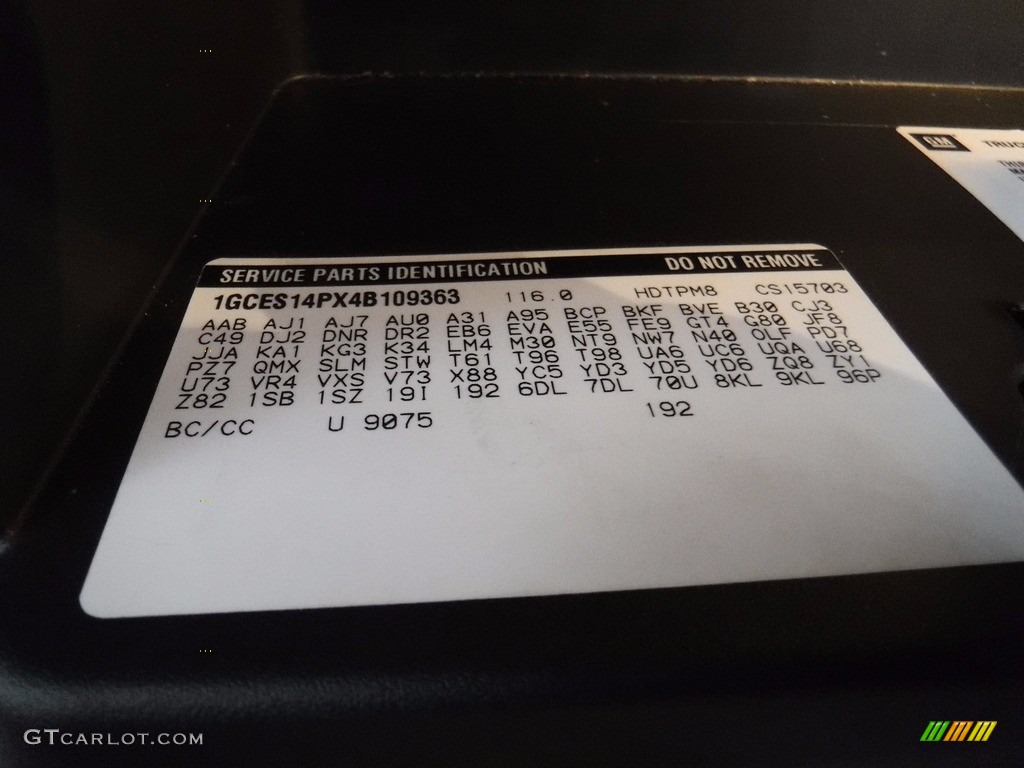 GM TRUC
SERVICE PARTS IDENTIFICATION DO NOT REMOVE
1GCES14PX4B109363 116.0 HDTPM8 CS15703
AAB AJ1 AJ7 AU0 A31 A95 BCP BKF BVE B30 CJ3
C49 DJ2 DNR DR2 EB6 EVA E55 FE9 GT4 G80 JF8
JJA KA1 KG3 K34 LM4 M30 NT9 NW7 N40 OLF PD7
PZ7 QMX SLM STW T61 T96 T98 UA6 UC6 UQA U68
U73 VR4 VXS V73 X88 YC5 YD3 YD5 YD6 ZQ8 ZY1
Z82 1SB 1SZ 19I 192 6DL 7DL 70U 8KL 9KL 96P
BC/CC U 9075 192
GTCARLOT.COM